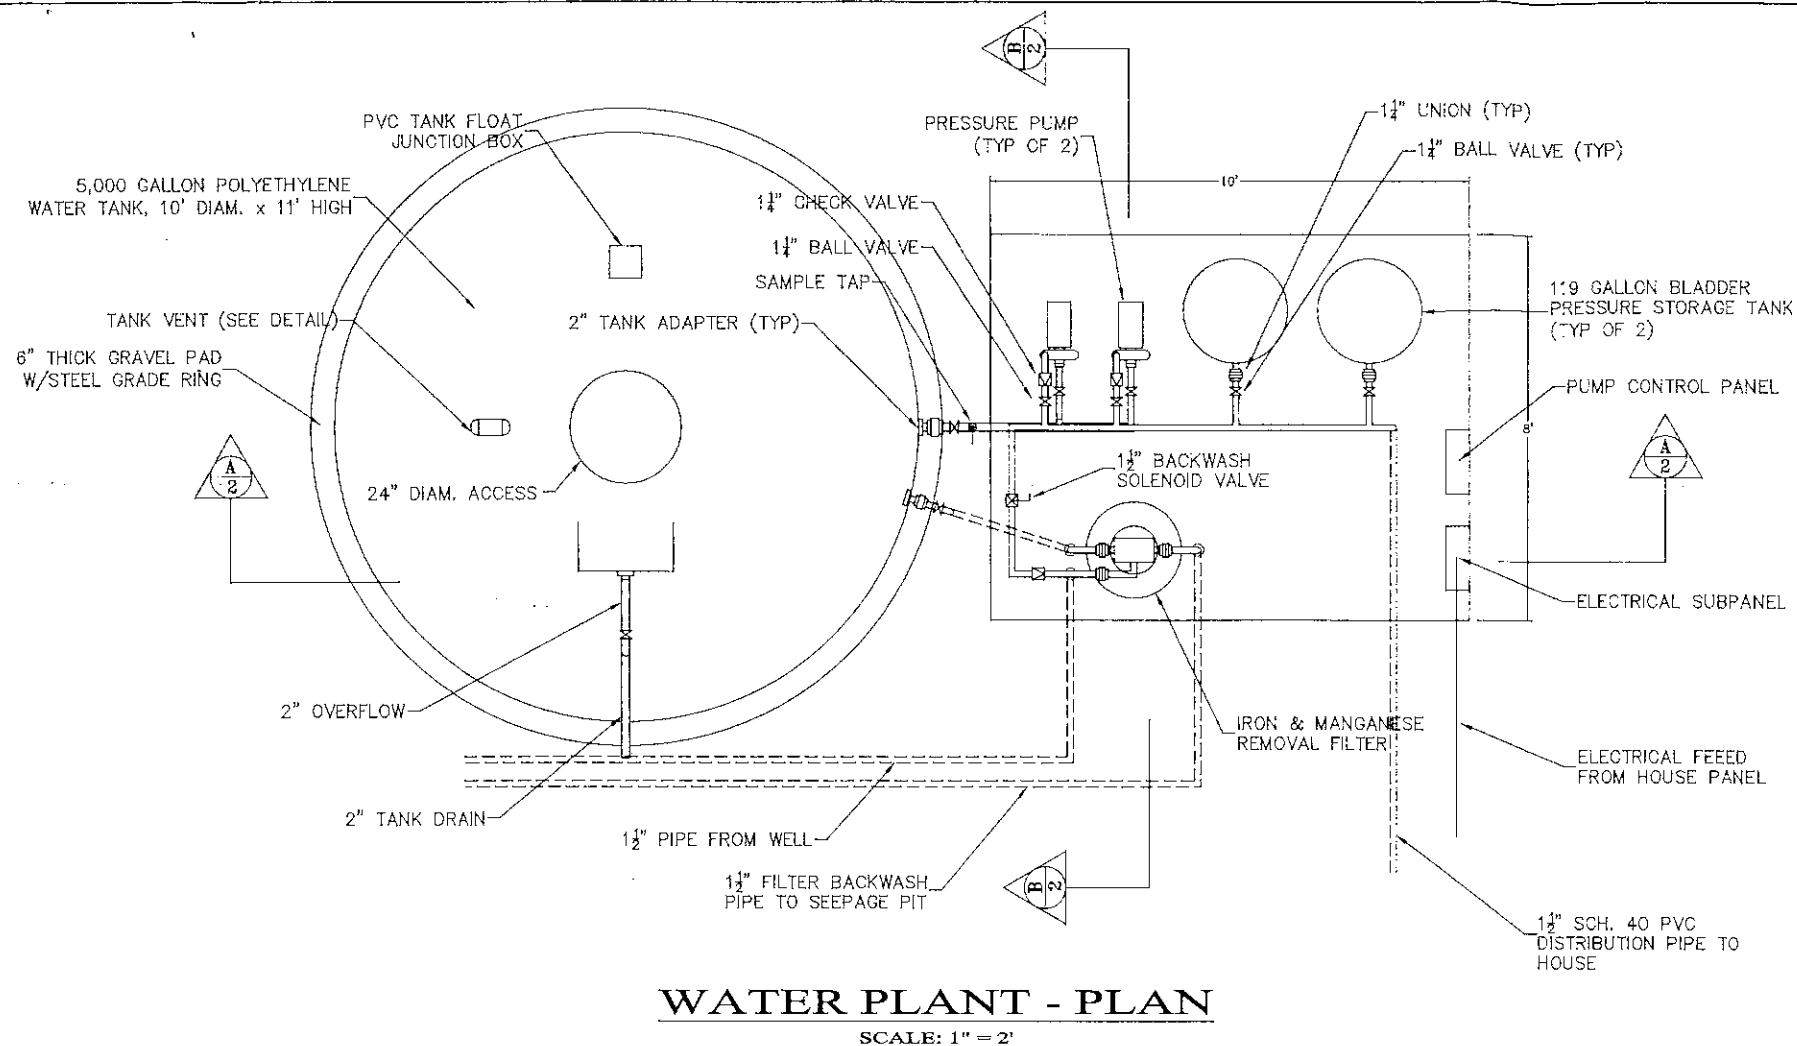 B
2
PVC TANK FLOAT
JUNCTION BOX
PRESSURE PUMP
(TYP OF 2)
1¼" UNION (TYP)
1¼" BALL VALVE (TYP)
5,000 GALLON POLYETHYLENE
WATER TANK, 10' DIAM. x 11' HIGH
10'
1¼" CHECK VALVE
1¼" BALL VALVE
SAMPLE TAP
119 GALLON BLADDER
PRESSURE STORAGE TANK
(TYP OF 2)
TANK VENT (SEE DETAIL)
2" TANK ADAPTER (TYP)
6" THICK GRAVEL PAD
W/STEEL GRADE RING
PUMP CONTROL PANEL
8'
A
2
A
2
1½" BACKWASH
SOLENOID VALVE
24" DIAM. ACCESS
ELECTRICAL SUBPANEL
2" OVERFLOW
IRON & MANGANESE
REMOVAL FILTER
ELECTRICAL FEEED
FROM HOUSE PANEL
2" TANK DRAIN
1½" PIPE FROM WELL
1½" FILTER BACKWASH
PIPE TO SEEPAGE PIT
B
2
1½" SCH. 40 PVC
DISTRIBUTION PIPE TO
HOUSE
WATER PLANT - PLAN
SCALE: 1" = 2'